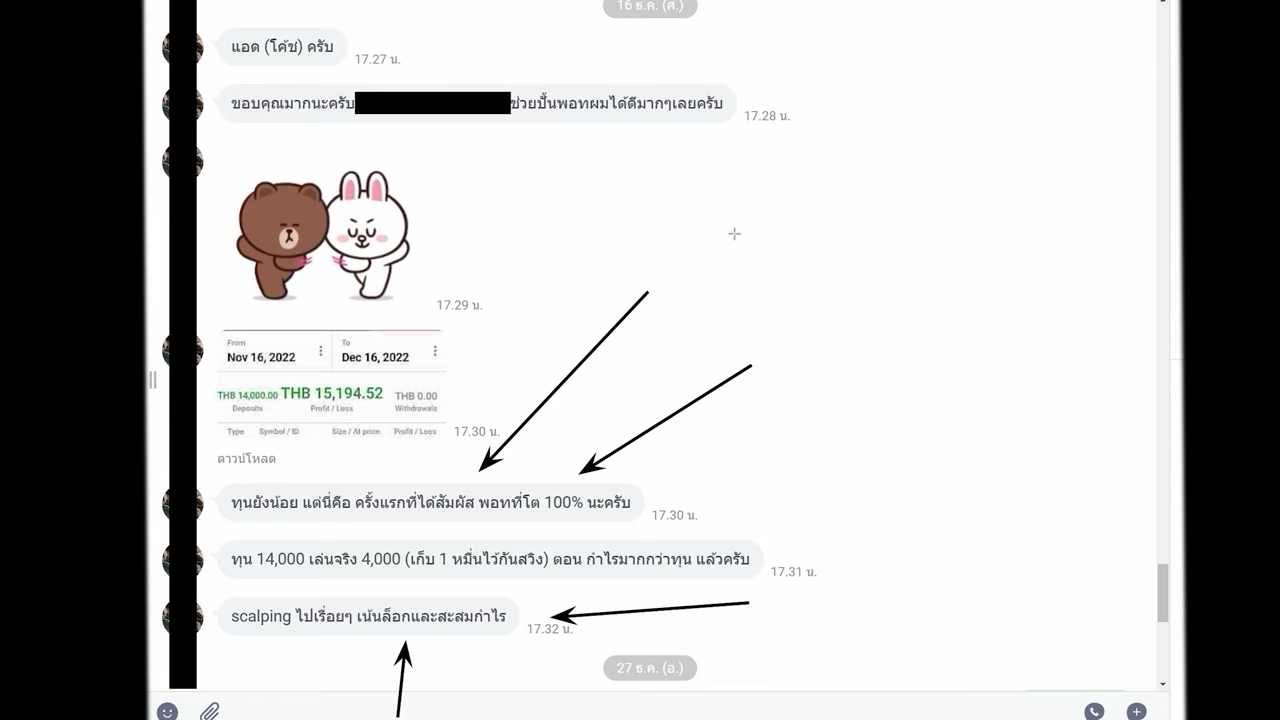 16 ธ.ค. (ศ.)
แอด (โค้ช) ครับ
17.27 น.
ขอบคุณมากนะครับ ช่วยปั้นพอทผมได้ดีมากๆเลยครับ
17.28 น.
17.29 น.
From To
Nov 16, 2022 Dec 16, 2022
THB 14,000.00 THB 15,194.52 THB 0.00
Deposits Profit / Loss Withdrawals
Type Symbol / ID Size / At price Profit / Loss
17.30 น.
ดาวน์โหลด
ทุนยังน้อย แต่นี่คือ ครั้งแรกที่ได้สัมผัส พอทที่โต 100% นะครับ
17.30 น.
ทุน 14,000 เล่นจริง 4,000 (เก็บ 1 หมื่นไว้กันสวิง) ตอน กำไรมากกว่าทุน แล้วครับ
17.31 น.
scalping ไปเรื่อยๆ เน้นล็อกและสะสมกำไร
17.32 น.
27 ธ.ค. (อ.)